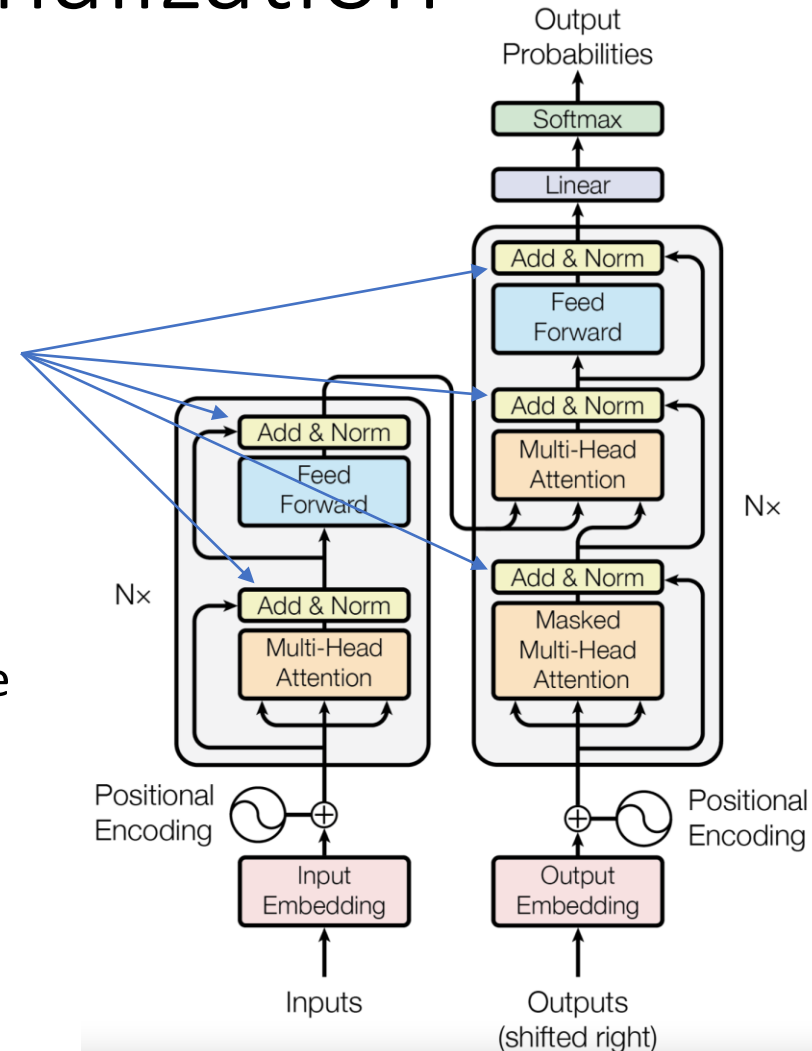 Output
Probabilities
Softmax
Linear
Add & Norm
Feed
Forward
Add & Norm
Multi-Head
Attention
Add & Norm
Masked
Multi-Head
Attention
Nx
Add & Norm
Feed
Forward
Add & Norm
Multi-Head
Attention
Nx
Positional
Encoding
Positional
Encoding
Input
Embedding
Output
Embedding
Inputs
Outputs
(shifted right)